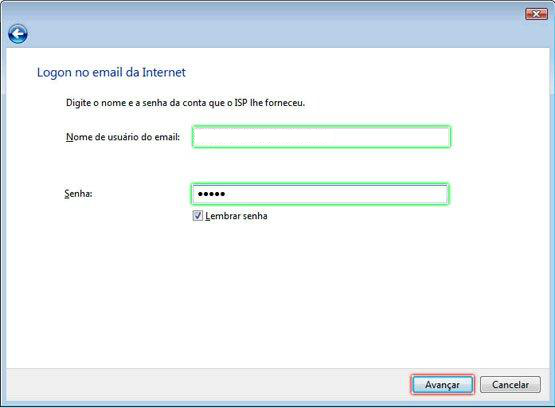 Logon no email da Internet
Digite o nome e a senha da conta que o ISP lhe forneceu.
Nome de usuário do email:
Senha: •••••
Lembrar senha
Avançar Cancelar